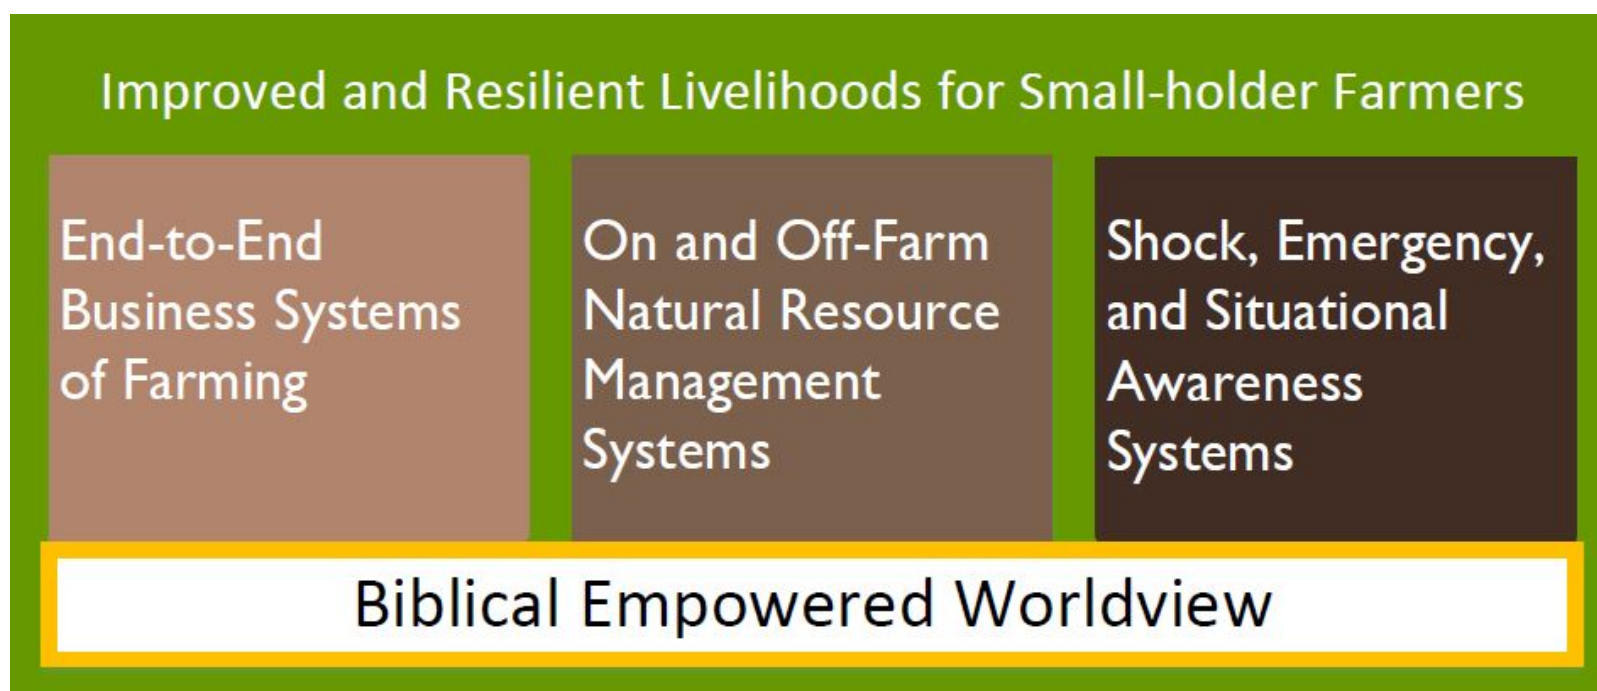 Improved and Resilient Livelihoods for Small-holder Farmers
End-to-End
Business Systems
of Farming
On and Off-Farm
Natural Resource
Management
Systems
Shock, Emergency,
and Situational
Awareness
Systems
Biblical Empowered Worldview